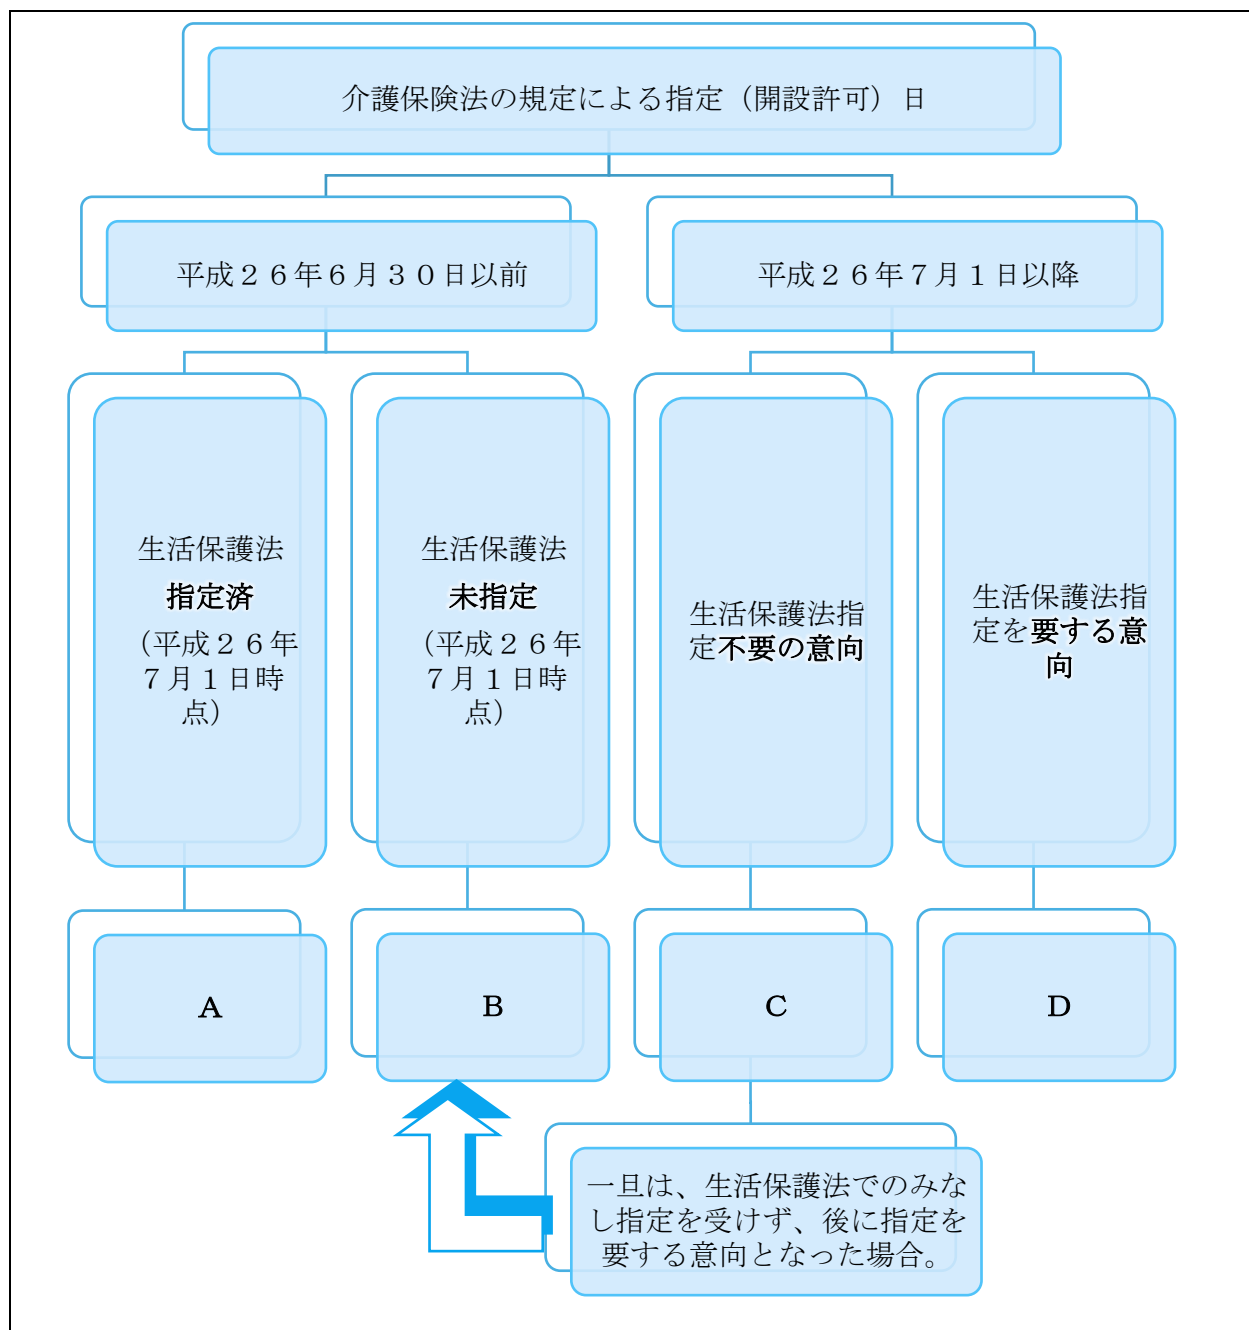 介護保険法の規定による指定（開設許可）日
平成２６年６月３０日以前
平成２６年７月１日以降
生活保護法
指定済
（平成２６年
７月１日時
点）
生活保護法
未指定
（平成２６年
７月１日時
点）
生活保護法指
定不要の意向
生活保護法指
定を要する意
向
A
B
C
D
一旦は、生活保護法でのみな
し指定を受けず、後に指定を
要する意向となった場合。